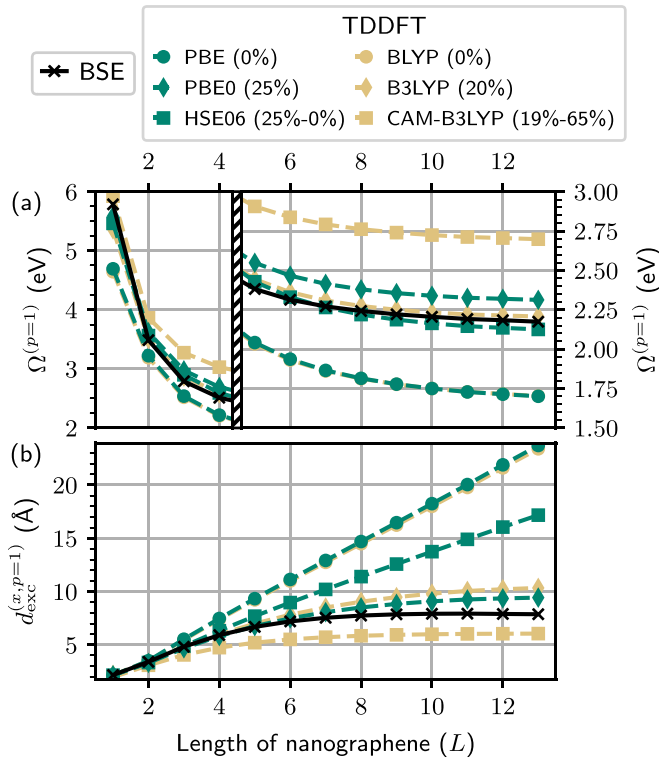 TDDFT
BSE
PBE (0%) BLYP (0%)
PBE0 (25%) B3LYP (20%)
HSE06 (25%-0%) CAM-B3LYP (19%-65%)
2 4 6 8 10 12
(a)
6 3.00
2.75
5 2.50
4 2.25
2.00
3 1.75
2 1.50
Ω^(p=1) (eV)
Ω^(p=1) (eV)
(b)
20
15
10
5
d_exc^(x,p=1) (Å)
2 4 6 8 10 12
Length of nanographene (L)